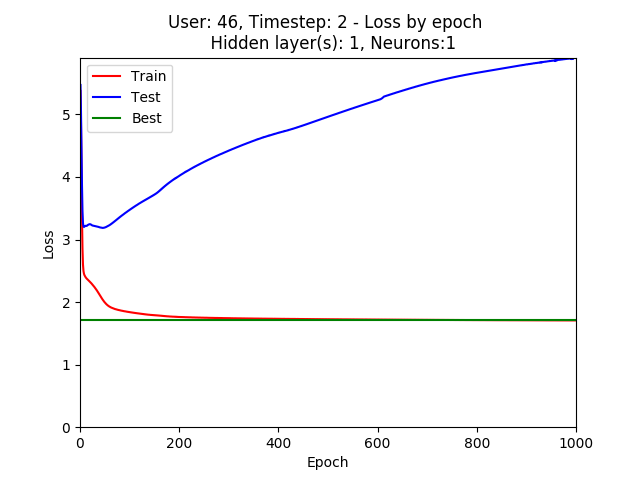 User: 46, Timestep: 2 - Loss by epoch
Hidden layer(s): 1, Neurons:1
Train
Test
Best
5
4
3
2
1
0
Loss
0 200 400 600 800 1000
Epoch